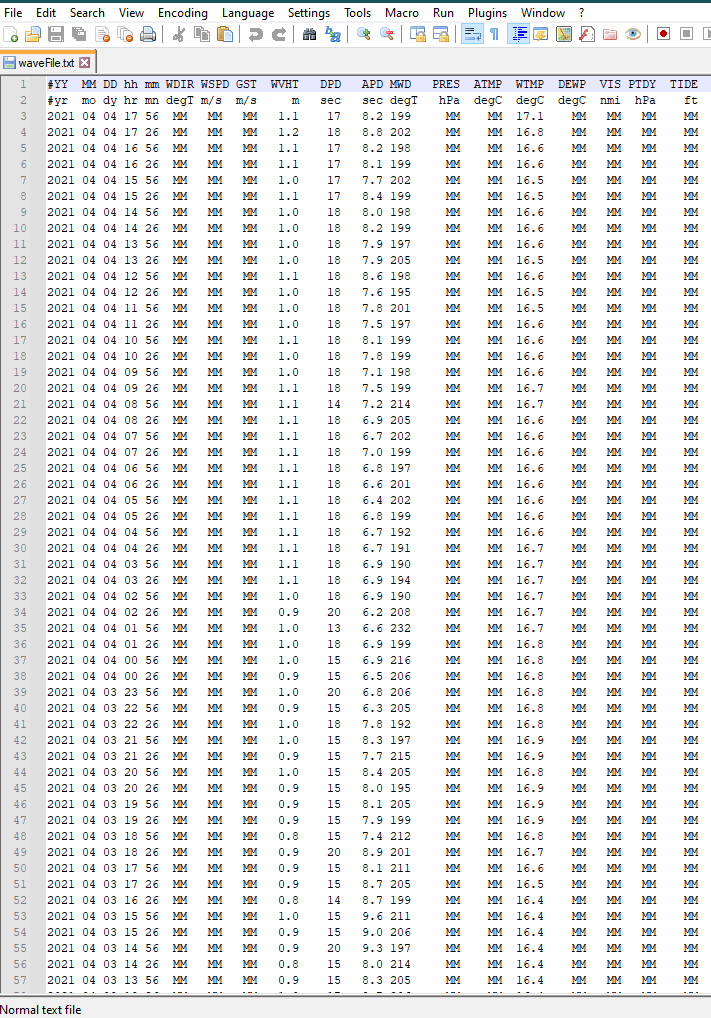 File Edit Search View Encoding Language Settings Tools Macro Run Plugins Window ?
waveFile.txt
1 #YY MM DD hh mm WDIR WSPD GST WVHT DPD APD MWD PRES ATMP WTMP DEWP VIS PTDY TIDE
2 #yr mo dy hr mn degT m/s m/s m sec sec degT hPa degC degC degC nmi hPa ft
3 2021 04 04 17 56 MM MM MM 1.1 17 8.2 199 MM MM 17.1 MM MM MM MM
4 2021 04 04 17 26 MM MM MM 1.2 18 8.8 202 MM MM 16.8 MM MM MM MM
5 2021 04 04 16 56 MM MM MM 1.1 17 8.2 198 MM MM 16.6 MM MM MM MM
6 2021 04 04 16 26 MM MM MM 1.1 17 8.1 199 MM MM 16.6 MM MM MM MM
7 2021 04 04 15 56 MM MM MM 1.0 17 7.7 202 MM MM 16.5 MM MM MM MM
8 2021 04 04 15 26 MM MM MM 1.1 17 8.4 199 MM MM 16.5 MM MM MM MM
9 2021 04 04 14 56 MM MM MM 1.0 18 8.0 198 MM MM 16.6 MM MM MM MM
10 2021 04 04 14 26 MM MM MM 1.0 18 8.2 199 MM MM 16.6 MM MM MM MM
11 2021 04 04 13 56 MM MM MM 1.0 18 7.9 197 MM MM 16.6 MM MM MM MM
12 2021 04 04 13 26 MM MM MM 1.0 18 7.9 205 MM MM 16.5 MM MM MM MM
13 2021 04 04 12 56 MM MM MM 1.1 18 8.6 198 MM MM 16.6 MM MM MM MM
14 2021 04 04 12 26 MM MM MM 1.0 18 7.6 195 MM MM 16.5 MM MM MM MM
15 2021 04 04 11 56 MM MM MM 1.0 18 7.8 201 MM MM 16.5 MM MM MM MM
16 2021 04 04 11 26 MM MM MM 1.0 18 7.5 197 MM MM 16.6 MM MM MM MM
17 2021 04 04 10 56 MM MM MM 1.1 18 8.1 199 MM MM 16.6 MM MM MM MM
18 2021 04 04 10 26 MM MM MM 1.0 18 7.8 199 MM MM 16.6 MM MM MM MM
19 2021 04 04 09 56 MM MM MM 1.0 18 7.1 198 MM MM 16.6 MM MM MM MM
20 2021 04 04 09 26 MM MM MM 1.1 18 7.5 199 MM MM 16.7 MM MM MM MM
21 2021 04 04 08 56 MM MM MM 1.1 14 7.2 214 MM MM 16.7 MM MM MM MM
22 2021 04 04 08 26 MM MM MM 1.1 18 6.9 205 MM MM 16.6 MM MM MM MM
23 2021 04 04 07 56 MM MM MM 1.1 18 6.7 202 MM MM 16.6 MM MM MM MM
24 2021 04 04 07 26 MM MM MM 1.1 18 7.0 199 MM MM 16.6 MM MM MM MM
25 2021 04 04 06 56 MM MM MM 1.1 18 6.8 197 MM MM 16.6 MM MM MM MM
26 2021 04 04 06 26 MM MM MM 1.1 18 6.6 201 MM MM 16.6 MM MM MM MM
27 2021 04 04 05 56 MM MM MM 1.1 18 6.4 202 MM MM 16.6 MM MM MM MM
28 2021 04 04 05 26 MM MM MM 1.1 18 6.8 199 MM MM 16.6 MM MM MM MM
29 2021 04 04 04 56 MM MM MM 1.1 18 6.7 192 MM MM 16.6 MM MM MM MM
30 2021 04 04 04 26 MM MM MM 1.1 18 6.7 191 MM MM 16.7 MM MM MM MM
31 2021 04 04 03 56 MM MM MM 1.1 18 6.9 190 MM MM 16.7 MM MM MM MM
32 2021 04 04 03 26 MM MM MM 1.1 18 6.9 194 MM MM 16.7 MM MM MM MM
33 2021 04 04 02 56 MM MM MM 1.0 18 6.9 190 MM MM 16.7 MM MM MM MM
34 2021 04 04 02 26 MM MM MM 0.9 20 6.2 208 MM MM 16.7 MM MM MM MM
35 2021 04 04 01 56 MM MM MM 1.0 13 6.6 232 MM MM 16.7 MM MM MM MM
36 2021 04 04 01 26 MM MM MM 1.0 18 6.9 199 MM MM 16.8 MM MM MM MM
37 2021 04 04 00 56 MM MM MM 1.0 15 6.9 216 MM MM 16.8 MM MM MM MM
38 2021 04 04 00 26 MM MM MM 0.9 15 6.5 206 MM MM 16.8 MM MM MM MM
39 2021 04 03 23 56 MM MM MM 1.0 20 6.8 206 MM MM 16.8 MM MM MM MM
40 2021 04 03 22 56 MM MM MM 0.9 15 6.3 205 MM MM 16.8 MM MM MM MM
41 2021 04 03 22 26 MM MM MM 1.0 18 7.8 192 MM MM 16.8 MM MM MM MM
42 2021 04 03 21 56 MM MM MM 1.0 15 8.3 197 MM MM 16.9 MM MM MM MM
43 2021 04 03 21 26 MM MM MM 0.9 15 7.7 215 MM MM 16.9 MM MM MM MM
44 2021 04 03 20 56 MM MM MM 1.0 15 8.4 205 MM MM 16.8 MM MM MM MM
45 2021 04 03 20 26 MM MM MM 0.9 15 8.0 195 MM MM 16.9 MM MM MM MM
46 2021 04 03 19 56 MM MM MM 0.9 15 8.1 205 MM MM 16.9 MM MM MM MM
47 2021 04 03 19 26 MM MM MM 0.9 15 7.9 199 MM MM 16.9 MM MM MM MM
48 2021 04 03 18 56 MM MM MM 0.8 15 7.4 212 MM MM 16.8 MM MM MM MM
49 2021 04 03 18 26 MM MM MM 0.9 20 8.9 201 MM MM 16.7 MM MM MM MM
50 2021 04 03 17 56 MM MM MM 0.9 15 8.1 211 MM MM 16.6 MM MM MM MM
51 2021 04 03 17 26 MM MM MM 0.9 15 8.7 205 MM MM 16.5 MM MM MM MM
52 2021 04 03 16 26 MM MM MM 0.8 14 8.7 199 MM MM 16.4 MM MM MM MM
53 2021 04 03 15 56 MM MM MM 1.0 15 9.6 211 MM MM 16.4 MM MM MM MM
54 2021 04 03 15 26 MM MM MM 0.9 15 9.0 206 MM MM 16.4 MM MM MM MM
55 2021 04 03 14 56 MM MM MM 0.9 20 9.3 197 MM MM 16.4 MM MM MM MM
56 2021 04 03 14 26 MM MM MM 0.8 15 8.0 214 MM MM 16.4 MM MM MM MM
57 2021 04 03 13 56 MM MM MM 0.9 15 8.3 205 MM MM 16.4 MM MM MM MM
Normal text file